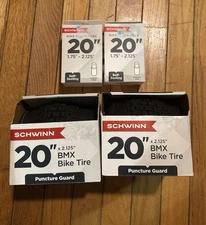 SCHWINN
20"
1.75" - 2.125"
Self-Sealing
SCHWINN
20"
1.75" - 2.125"
Self-Sealing
SCHWINN
20" x 2.125"
BMX
Bike Tire
Puncture Guard
SCHWINN
20" x 2.125"
BMX
Bike Tire
Puncture Guard